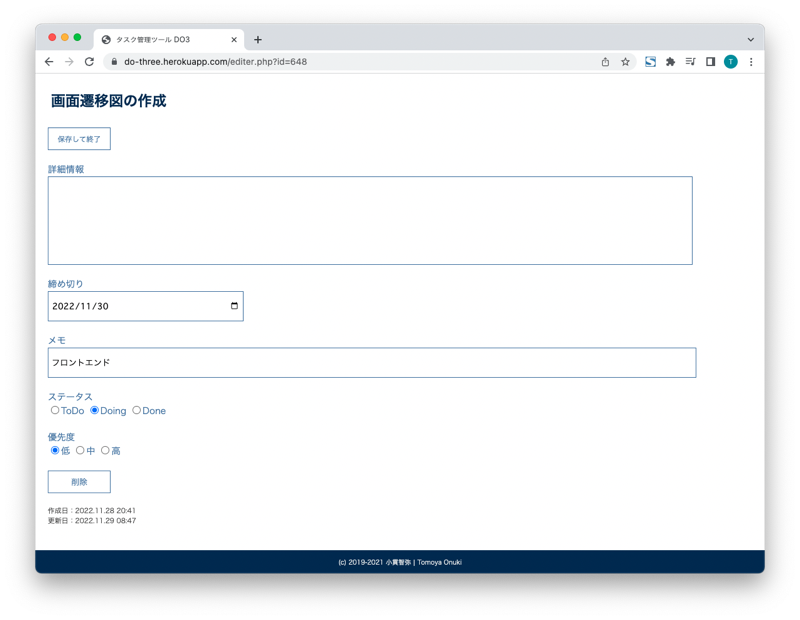 タスク管理ツール DO3
do-three.herokuapp.com/editer.php?id=648
T
画面遷移図の作成
保存して終了
詳細情報
締め切り
2022/11/30
メモ
フロントエンド
ステータス
ToDo Doing Done
優先度
低 中 高
削除
作成日：2022.11.28 20:41
更新日：2022.11.29 08:47
(c) 2019-2021 小貫智弥 | Tomoya Onuki